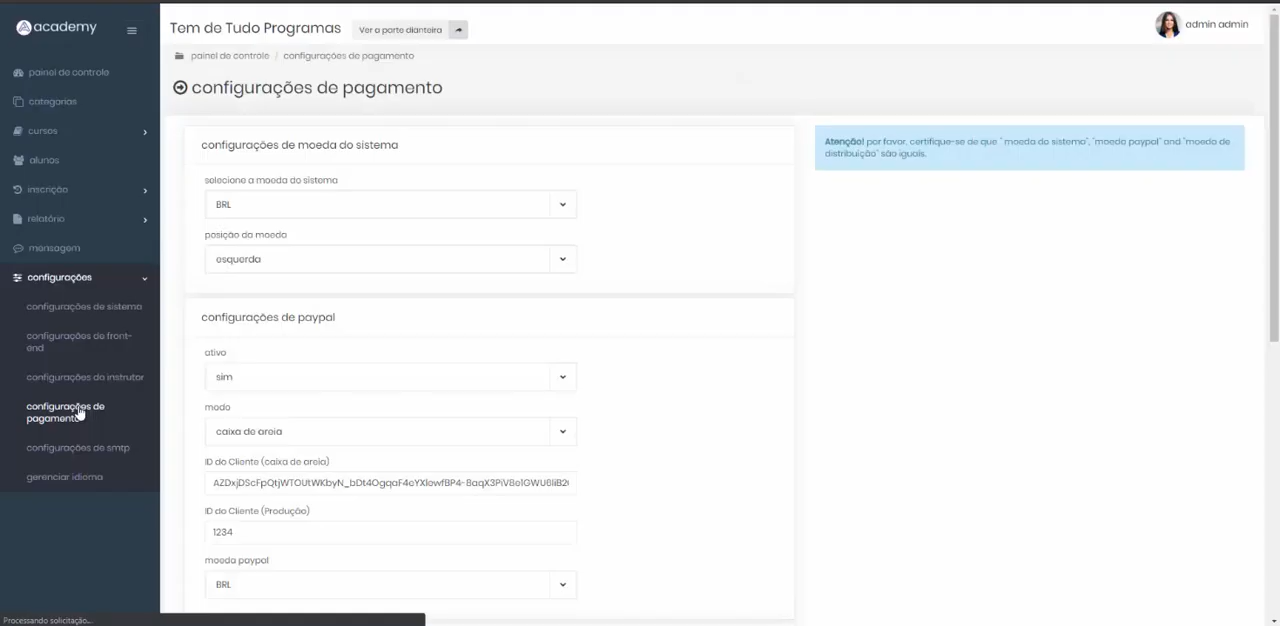 academy
Tem de Tudo Programas
Ver a parte dianteira
admin admin
painel de controle / configurações de pagamento
configurações de pagamento
painel de controle
categorias
cursos
alunos
inscrição
relatório
mensagem
configurações
configurações de sistema
configurações de front-
end
configurações do instrutor
configurações de
pagamento
configurações de smtp
gerenciar idioma
configurações de moeda do sistema
selecione a moeda do sistema
BRL
posição da moeda
esquerda
configurações de paypal
ativo
sim
modo
caixa de areia
ID do Cliente (caixa de areia)
ID do Cliente (Produção)
1234
moeda paypal
BRL
Atenção! por favor, certifique-se de que " moeda do sistema", "moeda paypal" and "moeda de
distribuição" são iguais.
Processando solicitação...